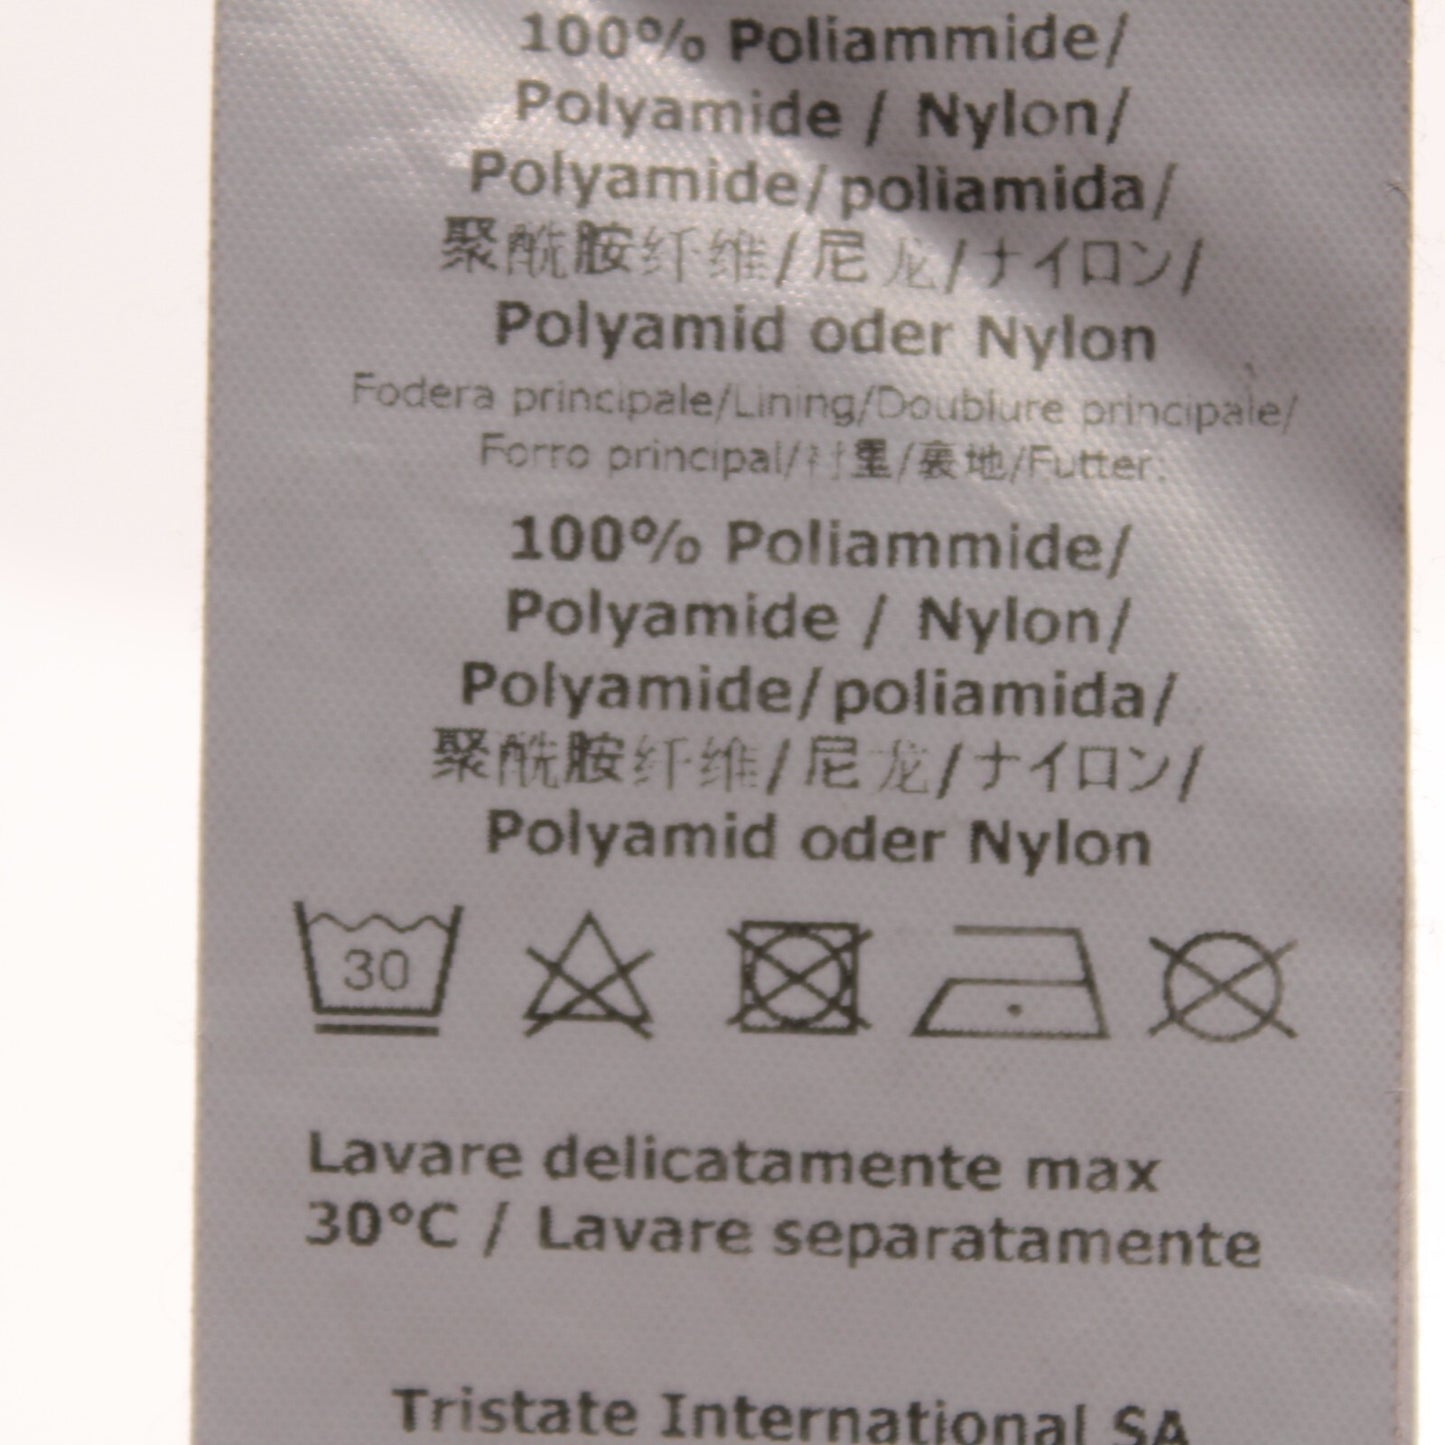 100% Poliammide/
Polyamide / Nylon/
Polyamide/poliamida/
聚酰胺纤维/尼龙/ナイロン/
Polyamid oder Nylon
Fodera principale/Lining/Doublure principale/
Forro principal/衬里/裏地/Futter:
100% Poliammide/
Polyamide / Nylon/
Polyamide/poliamida/
聚酰胺纤维/尼龙/ナイロン/
Polyamid oder Nylon
30
Lavare delicatamente max
30°C / Lavare separatamente
Tristate International SA